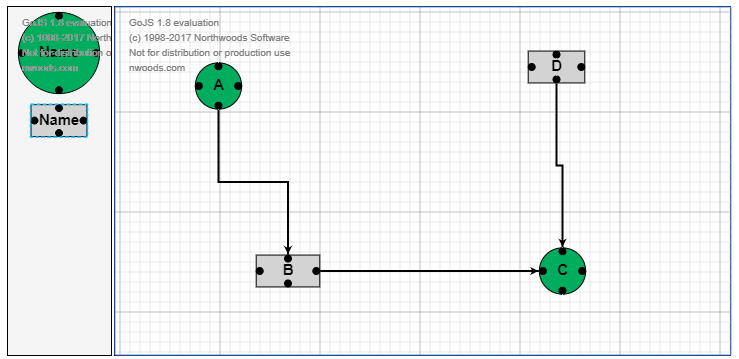 GoJS 1.8 evaluation
(c) 1998-2017 North
Name
Not for distribution o
nwoods.com
Name
GoJS 1.8 evaluation
(c) 1998-2017 Northwoods Software
Not for distribution or production use
nwoods.com
A
D
B
C